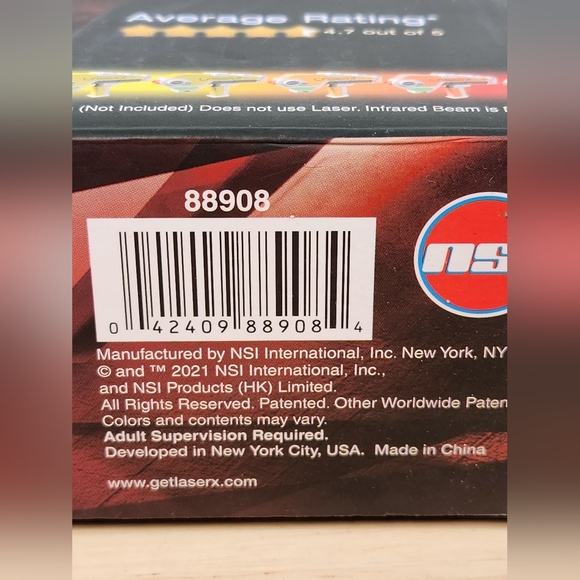 Average Rating*
4.7 out of 5
(Not Included) Does not use Laser. Infrared Beam is
88908
0 42409 88908 4
ns
Manufactured by NSI International, Inc. New York, NY
© and ™ 2021 NSI International, Inc.,
and NSI Products (HK) Limited.
All Rights Reserved. Patented. Other Worldwide Paten
Colors and contents may vary.
Adult Supervision Required.
Developed in New York City, USA. Made in China
www.getlaserx.com